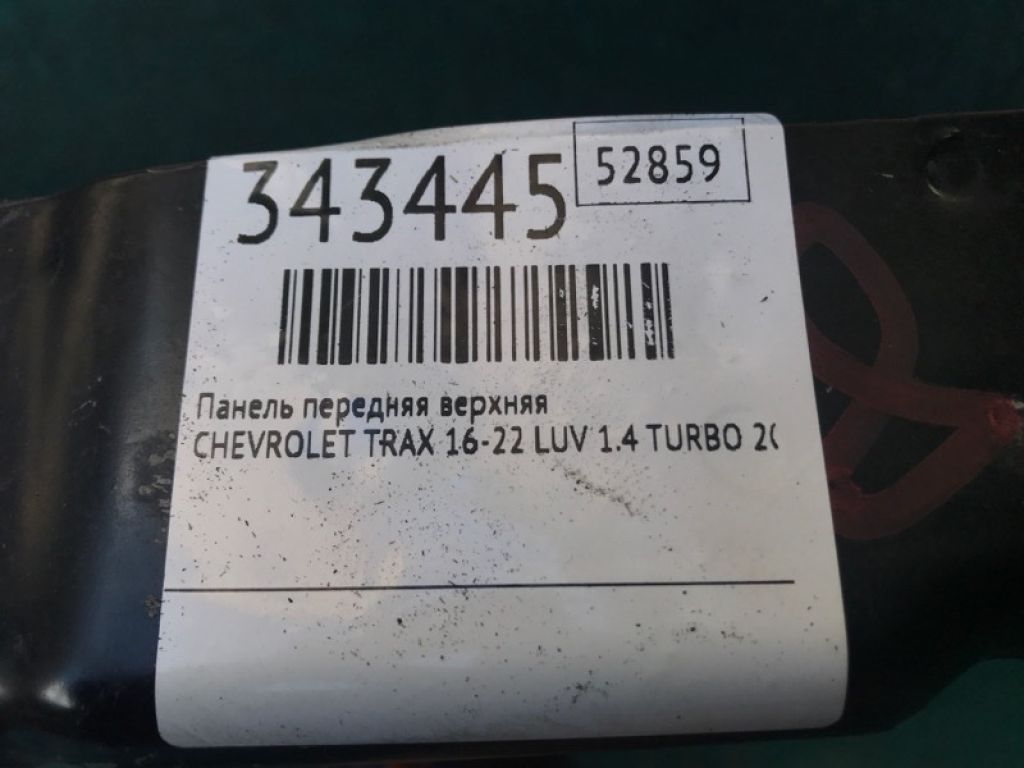 343445
52859
Панель передняя верхняя
CHEVROLET TRAX 16-22 LUV 1.4 TURBO